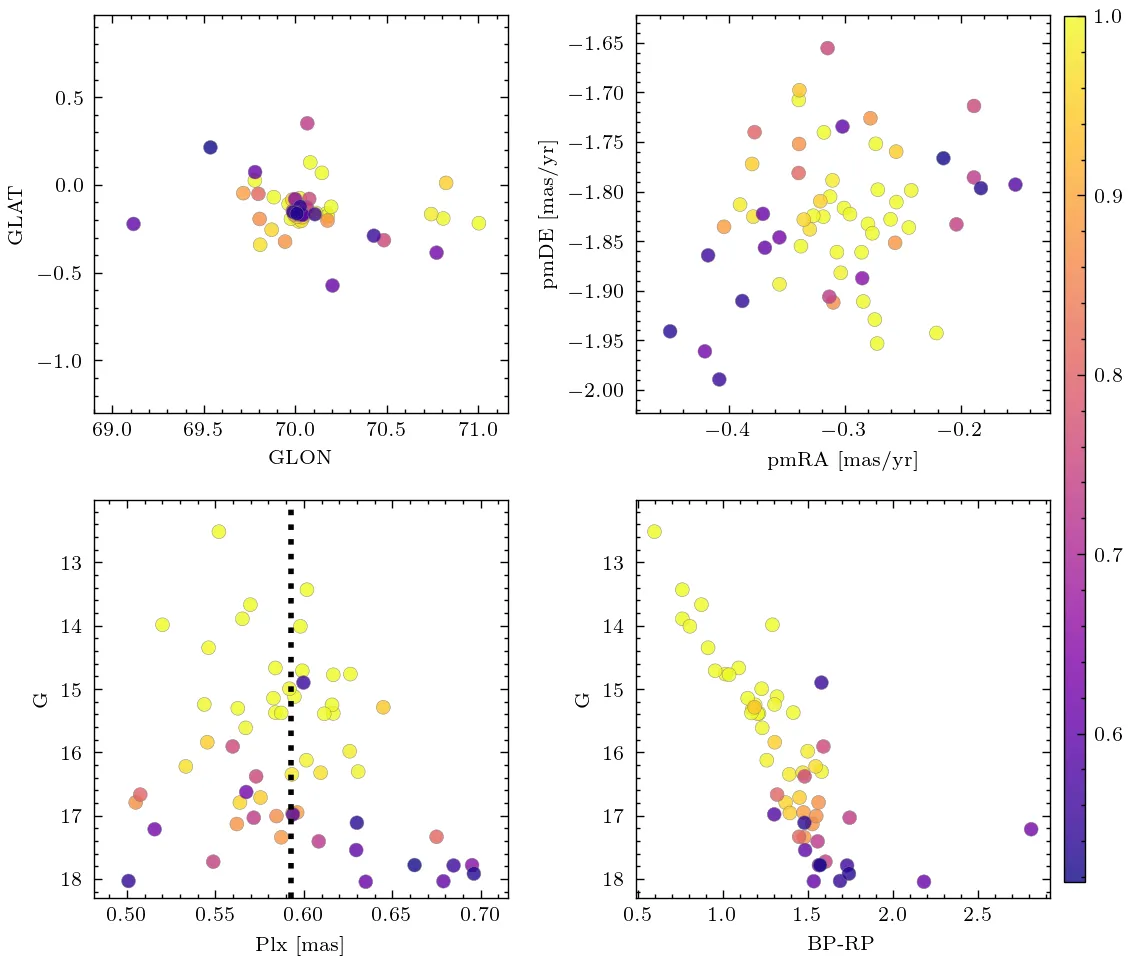 0.5
0.0
−0.5
−1.0
GLAT
69.0 69.5 70.0 70.5 71.0
GLON
−1.65
−1.70
−1.75
−1.80
−1.85
−1.90
−1.95
−2.00
pmDE [mas/yr]
−0.4 −0.3 −0.2
pmRA [mas/yr]
13
14
15
16
17
18
G
0.50 0.55 0.60 0.65 0.70
Plx [mas]
13
14
15
16
17
18
G
0.5 1.0 1.5 2.0 2.5
BP-RP
1.0
0.9
0.8
0.7
0.6